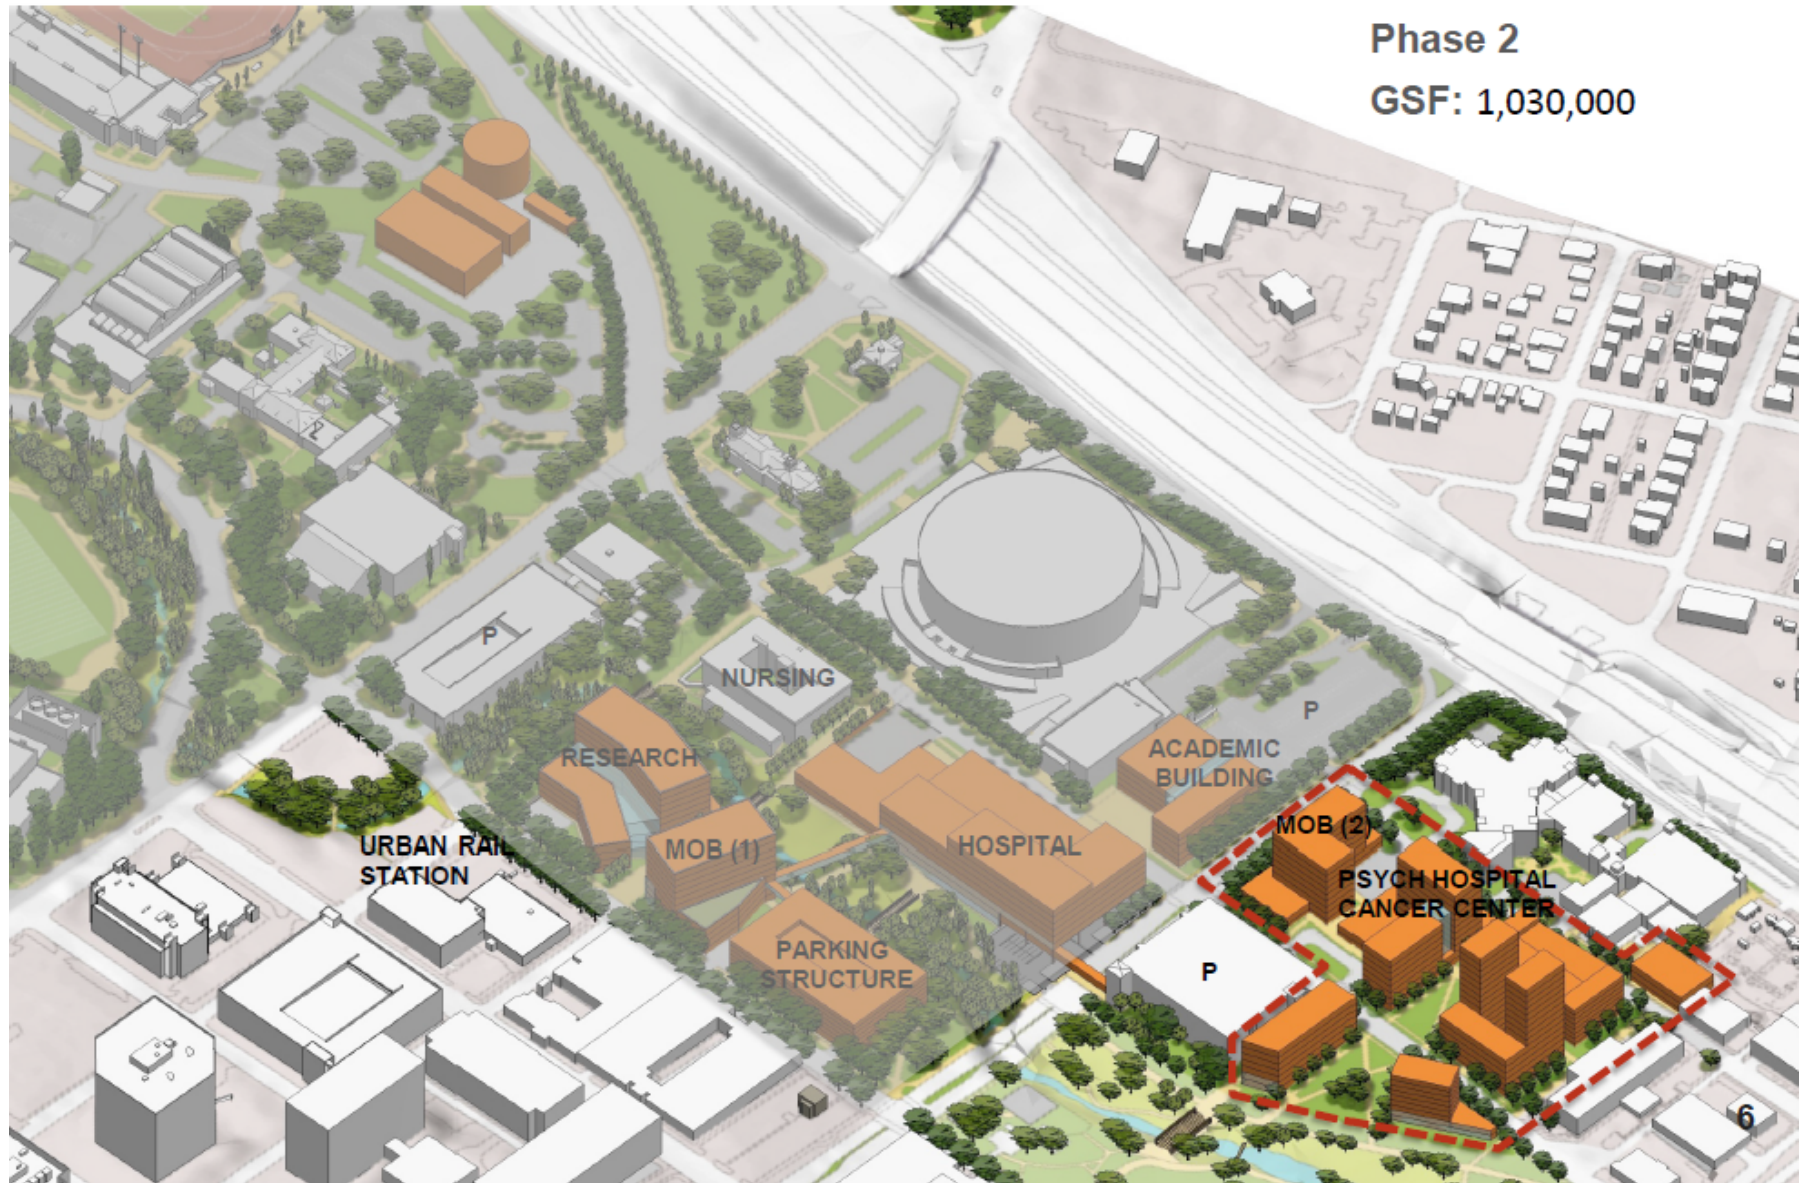 Phase 2
GSF: 1,030,000
P
NURSING
P
RESEARCH
ACADEMIC
BUILDING
MOB (2)
URBAN RAIL
STATION
MOB (1)
HOSPITAL
PSYCH HOSPITAL
CANCER CENTER
PARKING
STRUCTURE
P
6